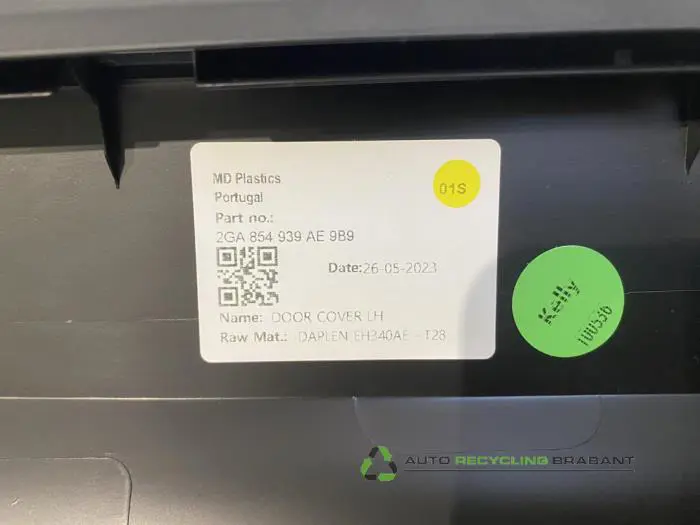 MD Plastics
Portugal
01S
Part no.:
2GA 854 939 AE 9B9
Date:26-05-2023
Name: DOOR COVER LH
Raw Mat.: DAPLEN EH340AE - T28
Kelly
100536
AUTO RECYCLING BRABANT